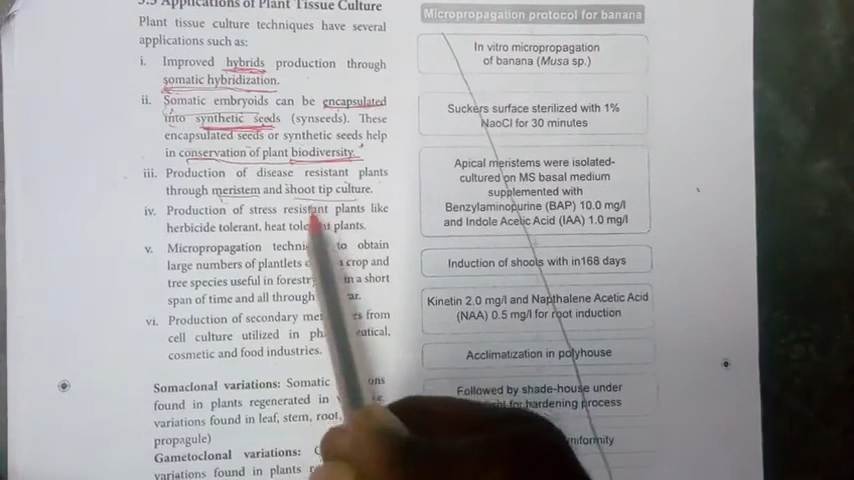 5.5 Applications of Plant Tissue Culture
Plant tissue culture techniques have several
applications such as:
i. Improved hybrids production through
somatic hybridization.
ii. Somatic embryoids can be encapsulated
into synthetic seeds (synseeds). These
encapsulated seeds or synthetic seeds help
in conservation of plant biodiversity.
iii. Production of disease resistant plants
through meristem and shoot tip culture.
iv. Production of stress resistant plants like
herbicide tolerant, heat plants.
v. Micropropagation to obtain
large numbers of plantlets crop and
tree species useful in forestry in a short
span of time and all through
vi. Production of secondary from
cell culture utilized in
cosmetic and food industries.
Somaclonal variations: Somatic
found in plants regenerated in
variations found in leaf, stem, root,
propagule)
Gametoclonal variations:
variations found in plants
Micropropagation protocol for banana
In vitro micropropagation
of banana (Musa sp.)
Suckers surface sterilized with 1%
NaoCl for 30 minutes
Apical meristems were isolated-
cultured on MS basal medium
supplemented with
Benzylaminopurine (BAP) 10.0 mg/l
and Indole Acetic Acid (IAA) 1.0 mg/l
Induction of shools with in168 days
Kinetin 2.0 mg/l and Napthalene Acetic Acid
(NAA) 0.5 mg/l for root induction
Acclimatization in polyhouse
Followed by shade-house under
for hardening process